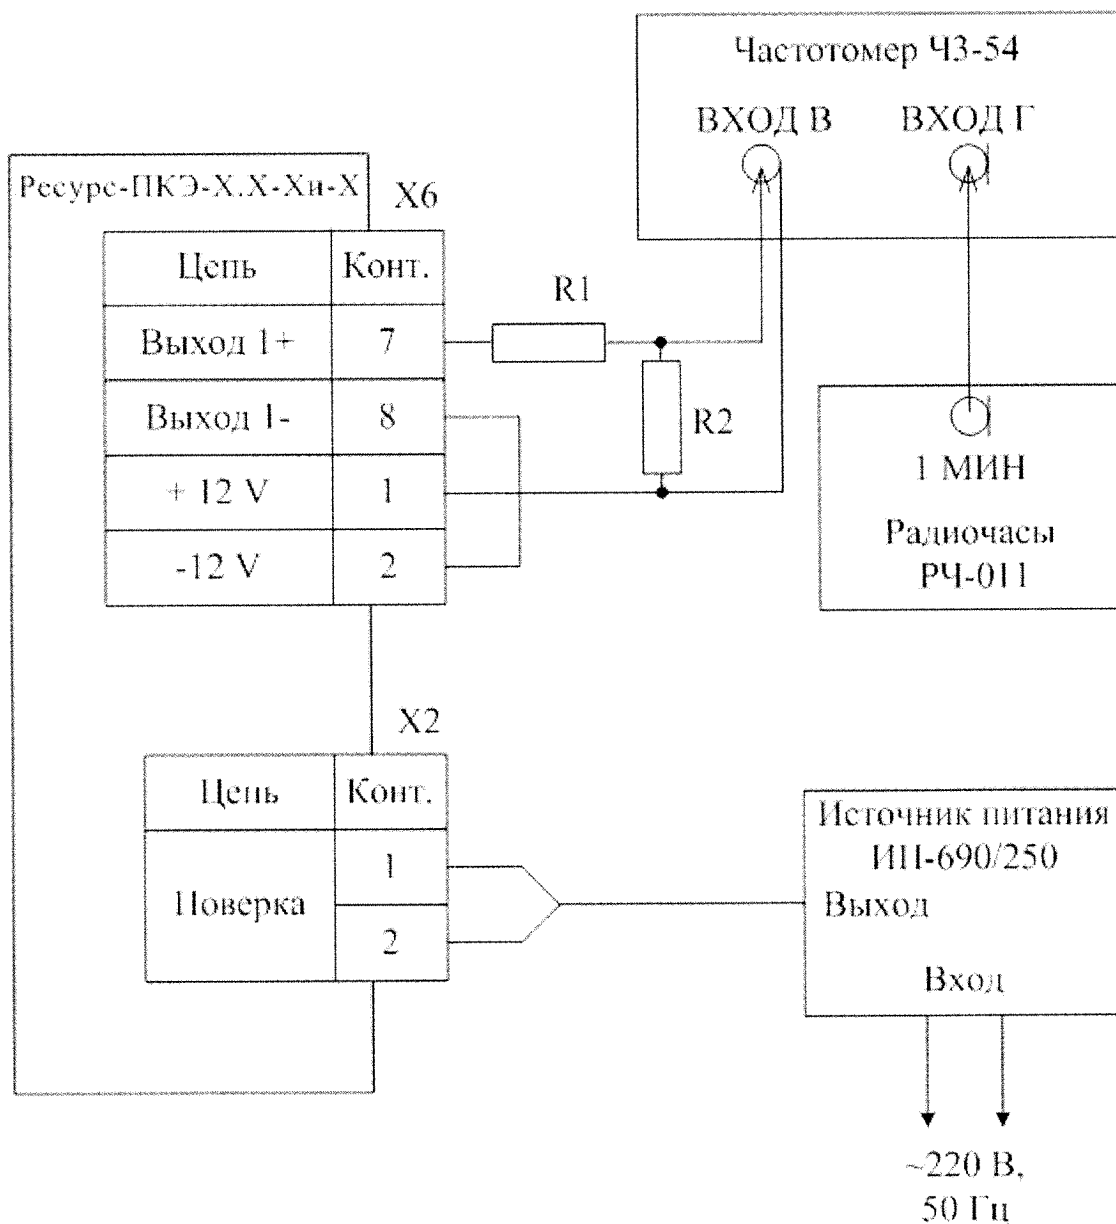 Частотомер Ч3-54
ВХОД В ВХОД Г
Ресурс-ПКЭ-Х.Х-Хи-Х
Х6
Цепь Конт.
Выход 1+ 7
Выход 1- 8
+ 12 V 1
-12 V 2
R1
R2
1 МИН
Радиочасы
РЧ-011
Х2
Цепь Конт.
Поверка
1
2
Источник питания
ИП-690/250
Выход
Вход
~220 В,
50 Гц